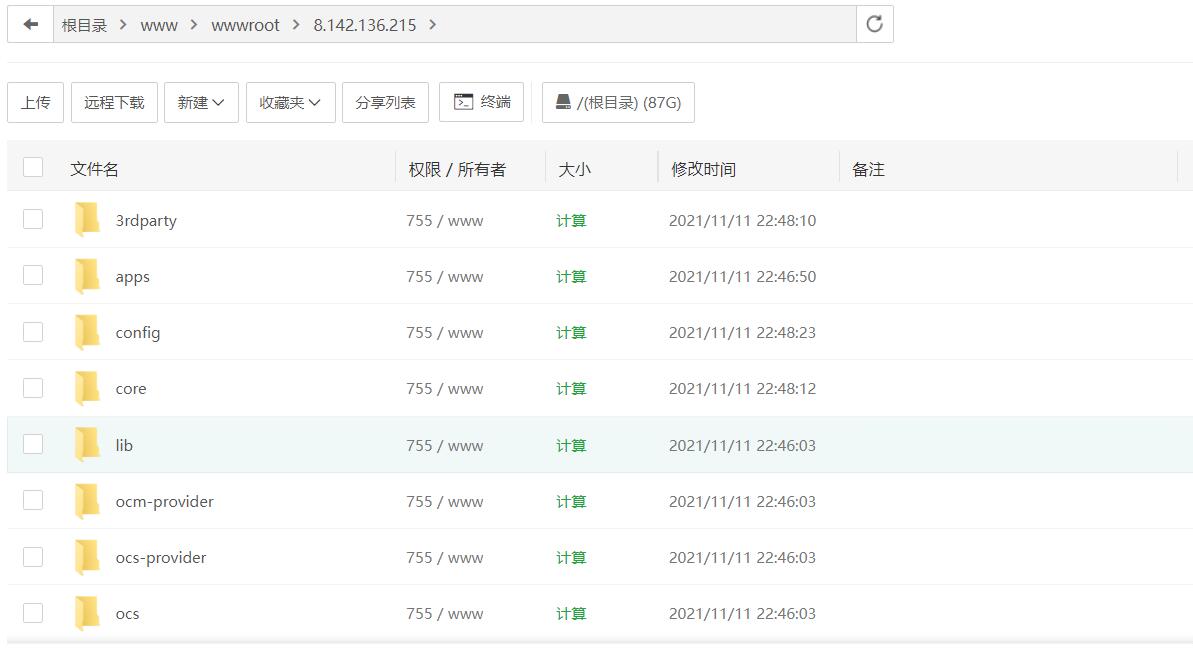 根目录 > www > wwwroot > 8.142.136.215 >
上传 远程下载 新建 收藏夹 分享列表 终端 /(根目录) (87G)
文件名 权限 / 所有者 大小 修改时间 备注
3rdparty 755 / www 计算 2021/11/11 22:48:10
apps 755 / www 计算 2021/11/11 22:46:50
config 755 / www 计算 2021/11/11 22:48:23
core 755 / www 计算 2021/11/11 22:48:12
lib 755 / www 计算 2021/11/11 22:46:03
ocm-provider 755 / www 计算 2021/11/11 22:46:03
ocs-provider 755 / www 计算 2021/11/11 22:46:03
ocs 755 / www 计算 2021/11/11 22:46:03